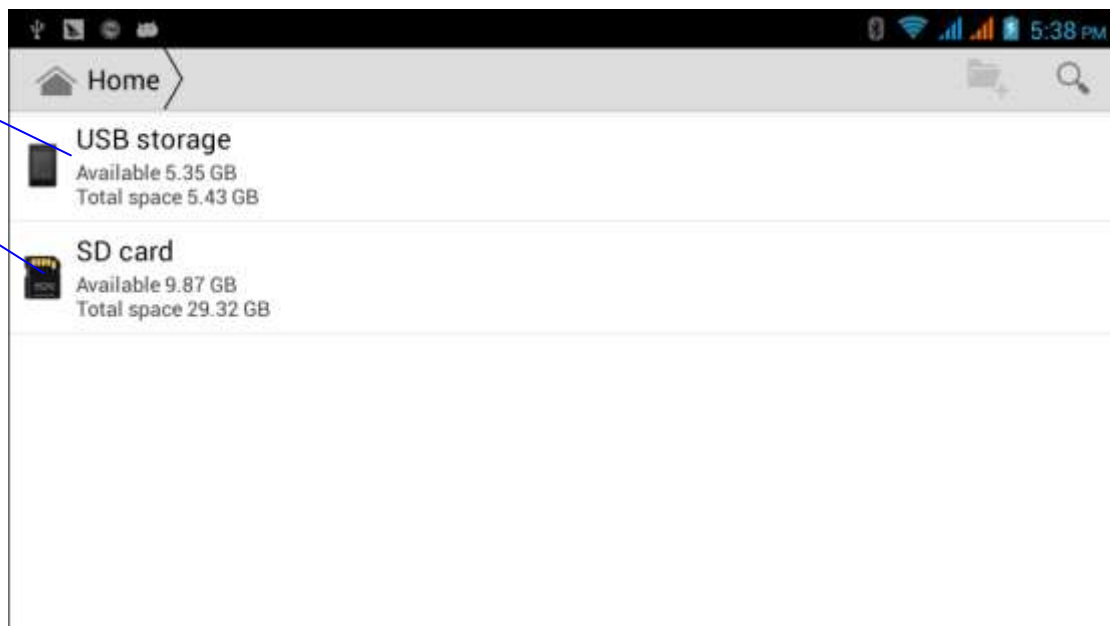 5:38 PM
Home
USB storage
Available 5.35 GB
Total space 5.43 GB
SD card
Available 9.87 GB
Total space 29.32 GB